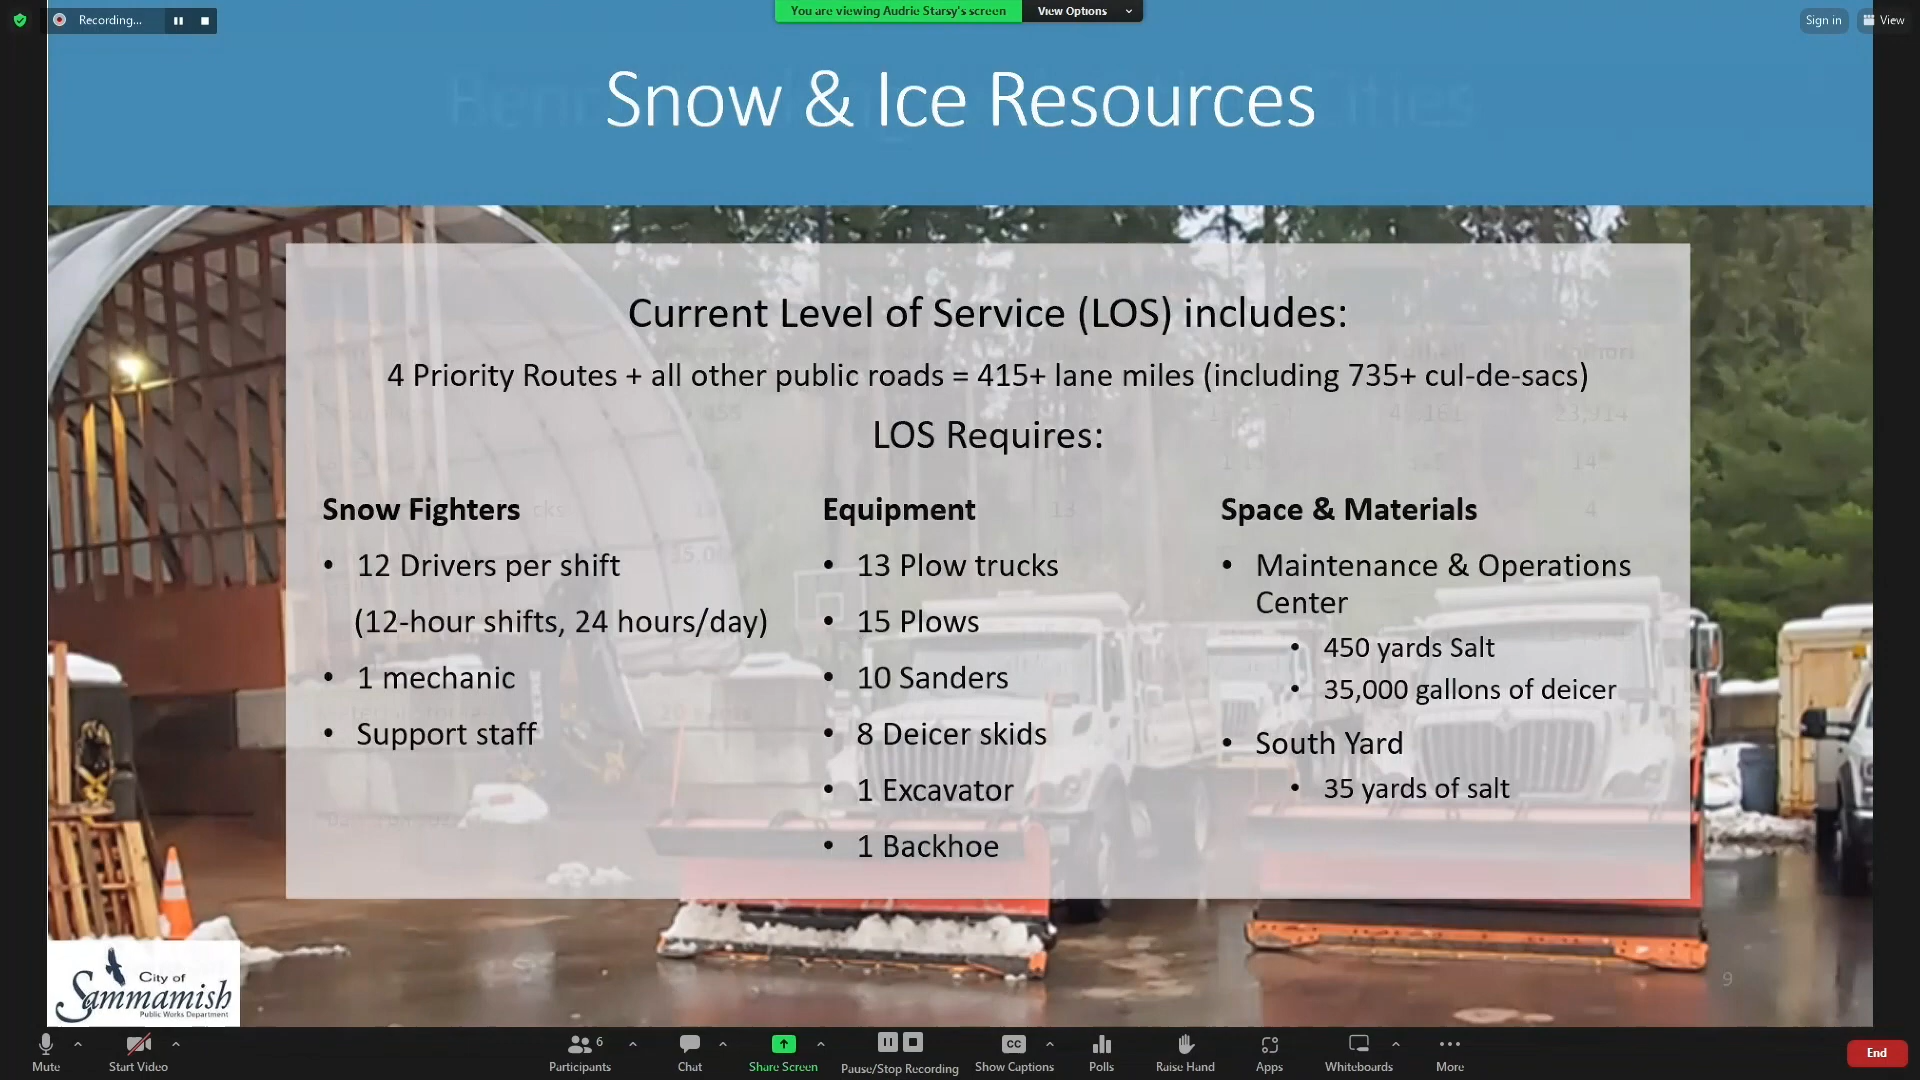 Recording...
You are viewing Audrie Starsy's screen
View Options
Sign in
View
Snow & Ice Resources
Current Level of Service (LOS) includes:
4 Priority Routes + all other public roads = 415+ lane miles (including 735+ cul-de-sacs)
LOS Requires:
Snow Fighters
• 12 Drivers per shift
(12-hour shifts, 24 hours/day)
• 1 mechanic
• Support staff
Equipment
• 13 Plow trucks
• 15 Plows
• 10 Sanders
• 8 Deicer skids
• 1 Excavator
• 1 Backhoe
Space & Materials
• Maintenance & Operations
Center
• 450 yards Salt
• 35,000 gallons of deicer
• South Yard
• 35 yards of salt
9
City of
Sammamish
Public Works Department
Mute
Start Video
6
Participants
Chat
Share Screen
Pause/Stop Recording
CC
Show Captions
Polls
Raise Hand
Apps
Whiteboards
More
End